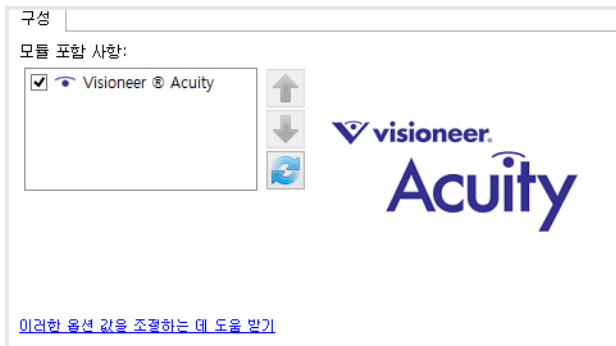 구성
모듈 포함 사항:
Visioneer ® Acuity
visioneer.
Acuity
이러한 옵션 값을 조절하는 데 도움 받기